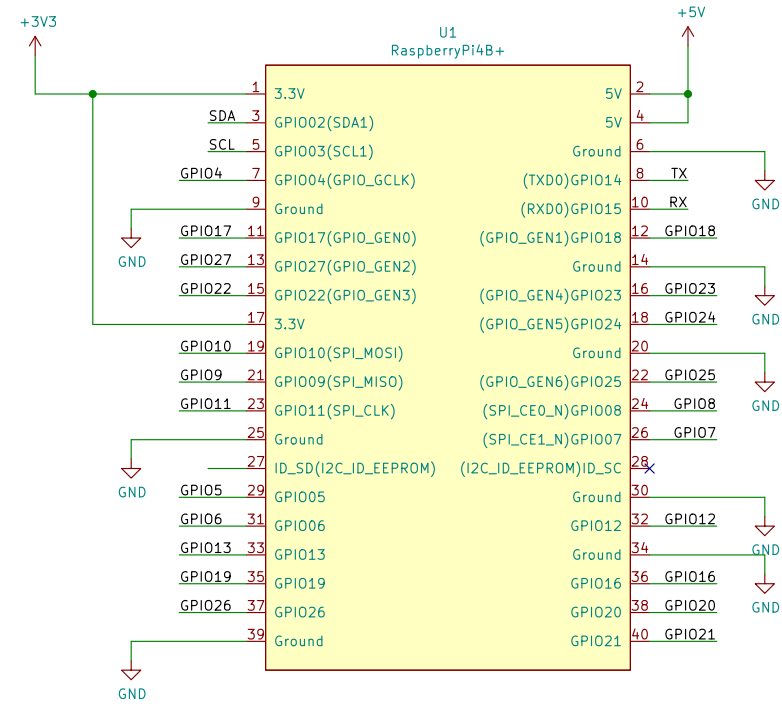 +3V3
+5V
U1
RaspberryPi4B+
1 3.3V 5V 2
SDA 3 GPIO02(SDA1) 5V 4
SCL 5 GPIO03(SCL1) Ground 6
GPIO4 7 GPIO04(GPIO_GCLK) (TXD0)GPIO14 8 TX
GND
9 Ground (RXD0)GPIO15 10 RX
GPIO17 11 GPIO17(GPIO_GEN0) (GPIO_GEN1)GPIO18 12 GPIO18
GND
GPIO27 13 GPIO27(GPIO_GEN2) Ground 14
GPIO22 15 GPIO22(GPIO_GEN3) (GPIO_GEN4)GPIO23 16 GPIO23
GND
17 3.3V (GPIO_GEN5)GPIO24 18 GPIO24
GPIO10 19 GPIO10(SPI_MOSI) Ground 20
GPIO9 21 GPIO09(SPI_MISO) (GPIO_GEN6)GPIO25 22 GPIO25
GND
GPIO11 23 GPIO11(SPI_CLK) (SPI_CE0_N)GPIO08 24 GPIO8
25 Ground (SPI_CE1_N)GPIO07 26 GPIO7
27 ID_SD(I2C_ID_EEPROM) (I2C_ID_EEPROM)ID_SC 28
GND
GPIO5 29 GPIO05 Ground 30
GPIO6 31 GPIO06 GPIO12 32 GPIO12
GND
GPIO13 33 GPIO13 Ground 34
GPIO19 35 GPIO19 GPIO16 36 GPIO16
GND
GPIO26 37 GPIO26 GPIO20 38 GPIO20
39 Ground GPIO21 40 GPIO21
GND